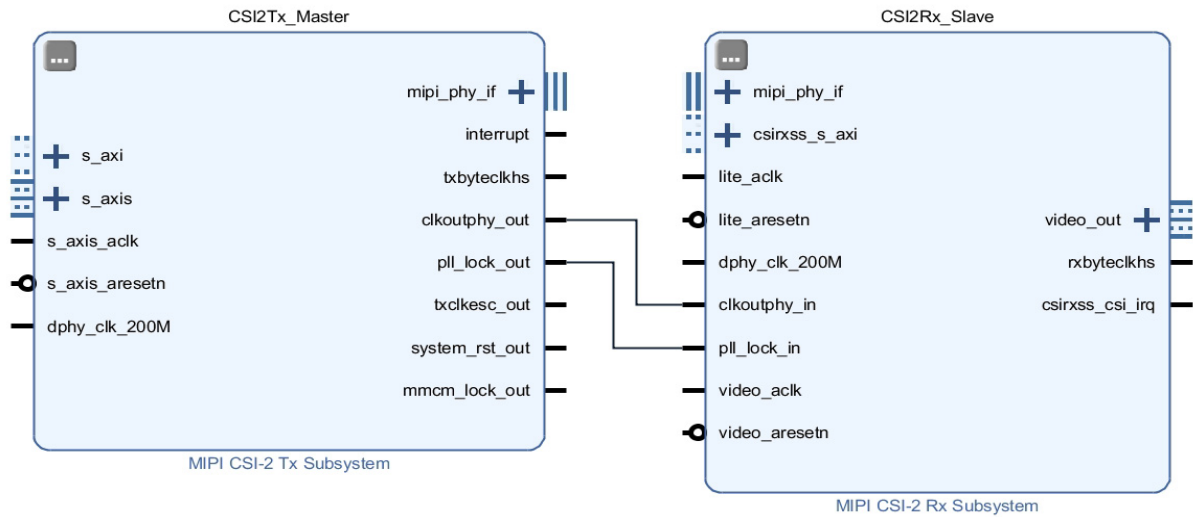 CSI2Tx_Master
...
mipi_phy_if
interrupt
s_axi
txbyteclkhs
s_axis
clkoutphy_out
s_axis_aclk
pll_lock_out
s_axis_aresetn
txclkesc_out
dphy_clk_200M
system_rst_out
mmcm_lock_out
MIPI CSI-2 Tx Subsystem
CSI2Rx_Slave
...
mipi_phy_if
csirxss_s_axi
lite_aclk
lite_aresetn
video_out
dphy_clk_200M
rxbyteclkhs
clkoutphy_in
csirxss_csi_irq
pll_lock_in
video_aclk
video_aresetn
MIPI CSI-2 Rx Subsystem